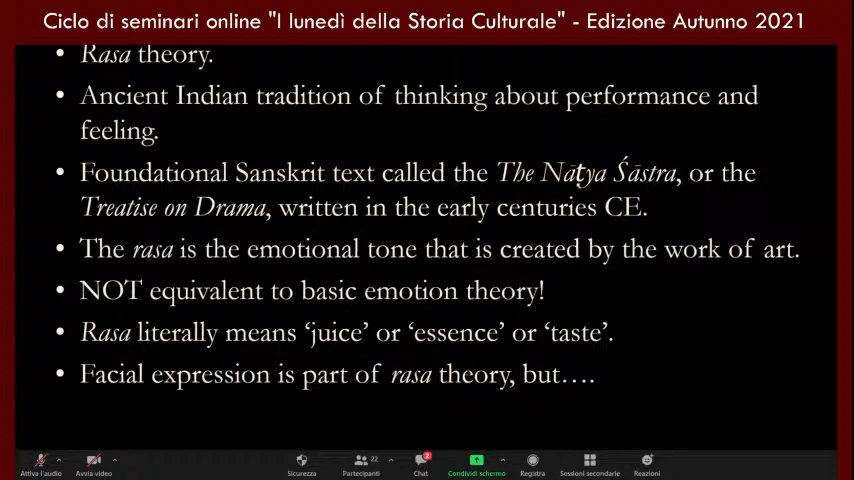 Ciclo di seminari online "I lunedì della Storia Culturale" - Edizione Autunno 2021
• Rasa theory.
• Ancient Indian tradition of thinking about performance and
feeling.
• Foundational Sanskrit text called the The Nāṭya Śāstra, or the
Treatise on Drama, written in the early centuries CE.
• The rasa is the emotional tone that is created by the work of art.
• NOT equivalent to basic emotion theory!
• Rasa literally means ‘juice’ or ‘essence’ or ‘taste’.
• Facial expression is part of rasa theory, but….
22
2
Attiva l'audio Avvia video Sicurezza Partecipanti Chat Condividi schermo Registra Sessioni secondarie Reazioni